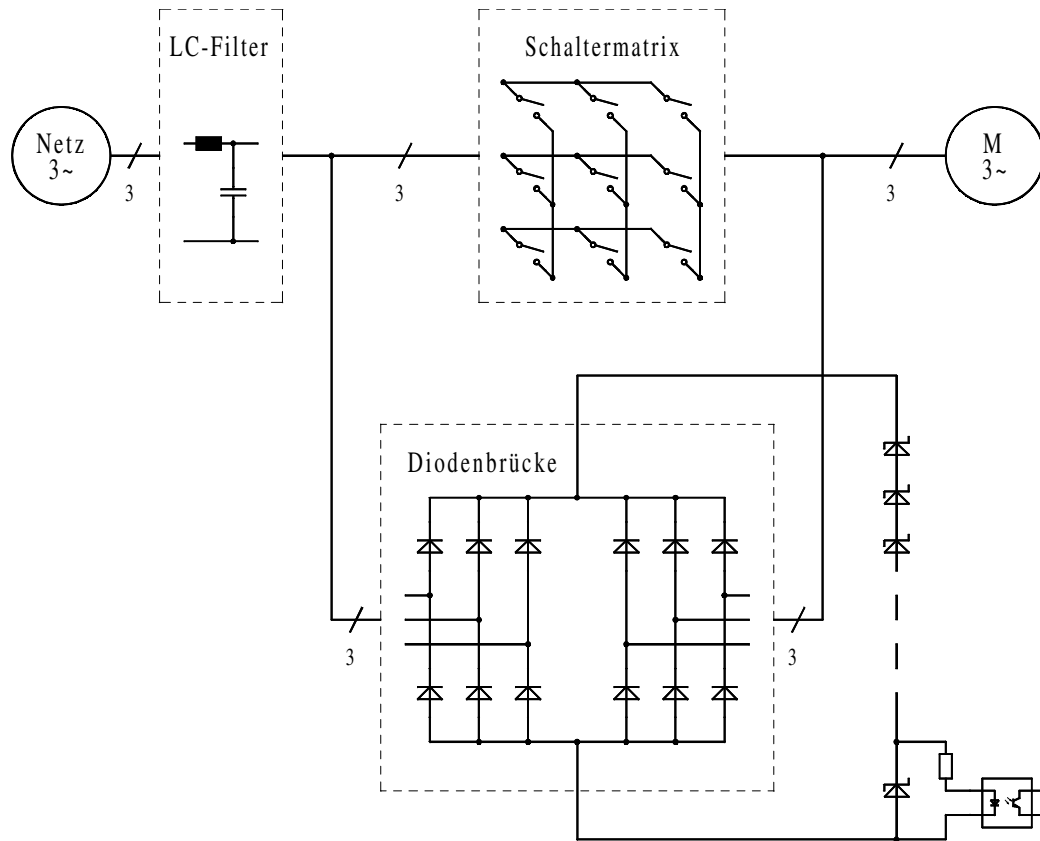 LC-Filter
Schaltermatrix
Netz
3~
3
3
3
M
3~
Diodenbrücke
3
3